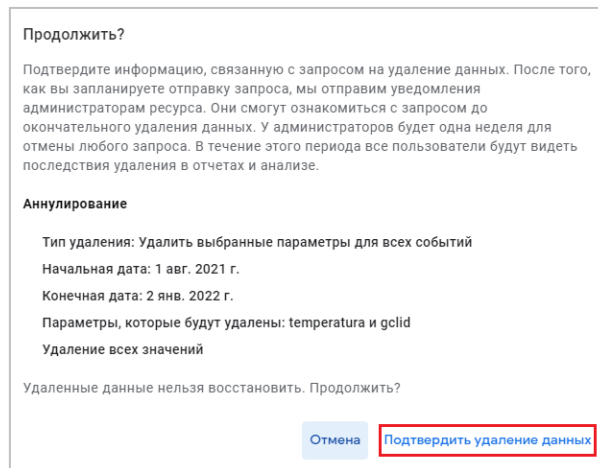 Продолжить?
Подтвердите информацию, связанную с запросом на удаление данных. После того,
как вы запланируете отправку запроса, мы отправим уведомления
администраторам ресурса. Они смогут ознакомиться с запросом до
окончательного удаления данных. У администраторов будет одна неделя для
отмены любого запроса. В течение этого периода все пользователи будут видеть
последствия удаления в отчетах и анализе.
Аннулирование
Тип удаления: Удалить выбранные параметры для всех событий
Начальная дата: 1 авг. 2021 г.
Конечная дата: 2 янв. 2022 г.
Параметры, которые будут удалены: temperatura и gclid
Удаление всех значений
Удаленные данные нельзя восстановить. Продолжить?
Отмена Подтвердить удаление данных